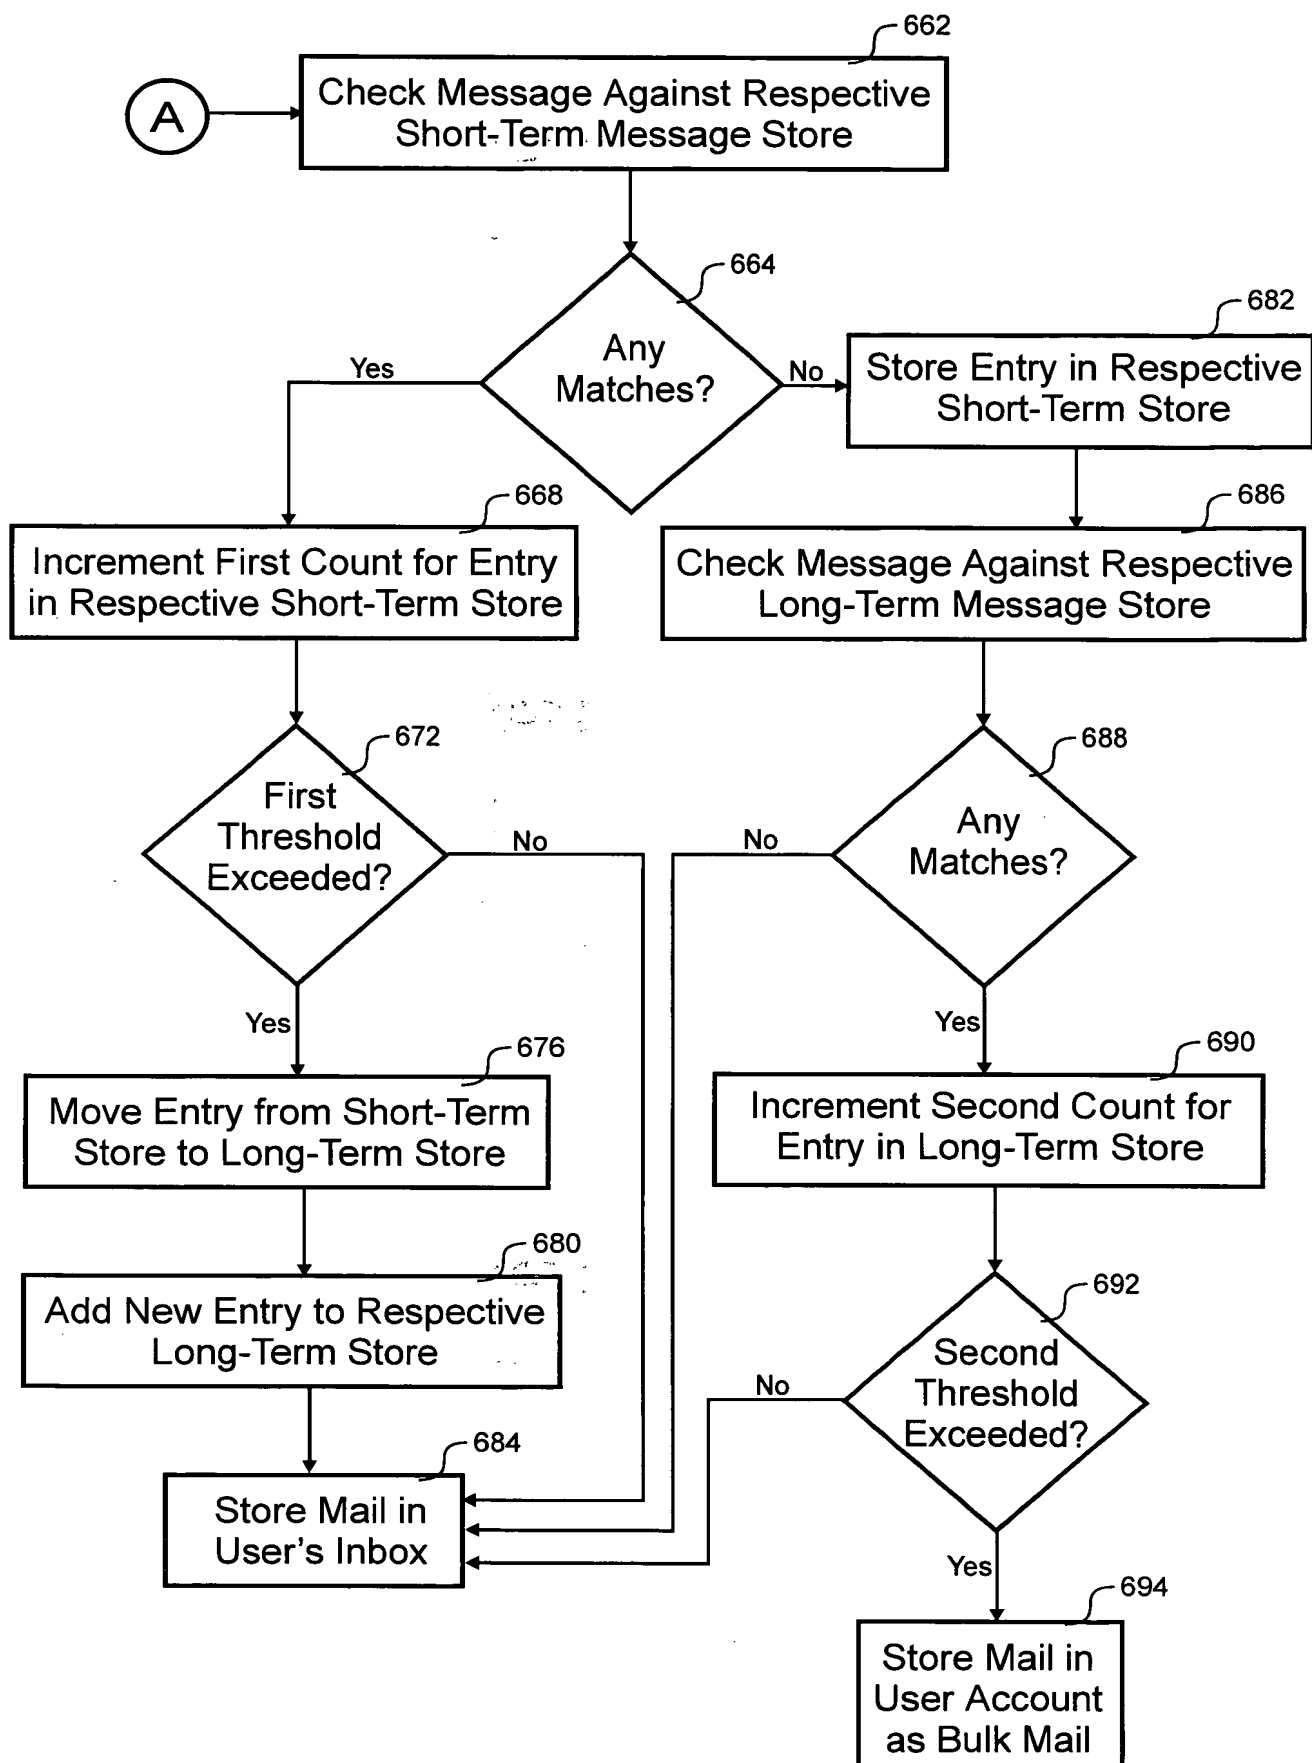 662
A
Check Message Against Respective
Short-Term Message Store
664
Any
Matches?
Yes
No
682
Store Entry in Respective
Short-Term Store
668
Increment First Count for Entry
in Respective Short-Term Store
686
Check Message Against Respective
Long-Term Message Store
672
First
Threshold
Exceeded?
No
Yes
688
Any
Matches?
No
Yes
676
Move Entry from Short-Term
Store to Long-Term Store
690
Increment Second Count for
Entry in Long-Term Store
680
Add New Entry to Respective
Long-Term Store
692
Second
Threshold
Exceeded?
No
Yes
684
Store Mail in
User's Inbox
694
Store Mail in
User Account
as Bulk Mail